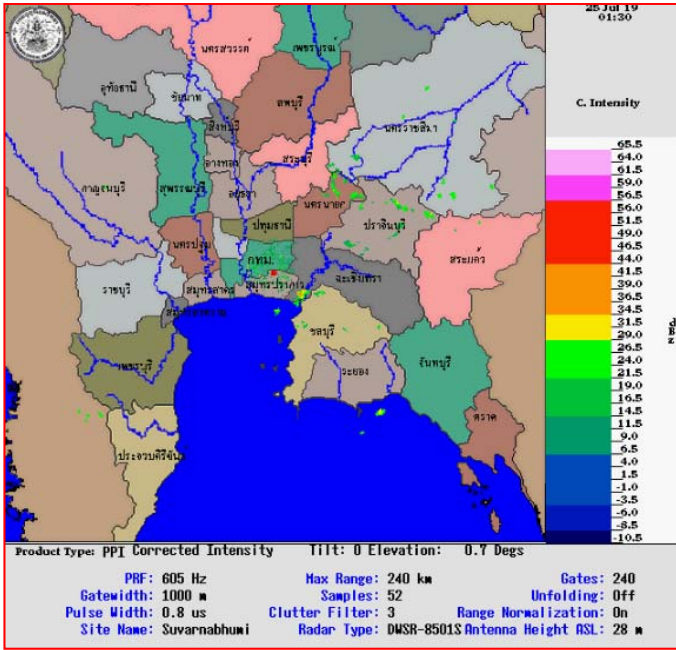 25 Jul 19
01:30
C. Intensity
นครสวรรค์
เพชรบูรณ์
อุทัยธานี
ชัยนาท
ลพบุรี
สิงห์บุรี
นครราชสีมา
อ่างทอง
สระบุรี
กาญจนบุรี
สุพรรณบุรี
อยุธยา
นครนายก
ปราจีนบุรี
ปทุมธานี
นครปฐม
กทม.
สระแก้ว
ราชบุรี
สมุทรสาคร
สมุทรปราการ
ฉะเชิงเทรา
ชลบุรี
เพชรบุรี
ระยอง
จันทบุรี
ตราด
ประจวบคีรีขันธ์
65.5
64.0
61.5
59.0
56.5
56.0
51.5
49.0
46.5
44.0
41.5
39.0
36.5
34.0
31.5
29.0
26.5
24.0
21.5
19.0
16.5
14.0
11.5
9.0
6.5
4.0
1.5
-1.0
-3.5
-6.0
-8.5
-10.5
Product Type: PPI Corrected Intensity Tilt: 0 Elevation: 0.7 Degs
PRF: 605 Hz Max Range: 240 km Gates: 240
Gatewidth: 1000 m Samples: 52 Unfolding: Off
Pulse Width: 0.8 us Clutter Filter: 3 Range Normalization: On
Site Name: Suvarnabhumi Radar Type: DWSR-8501S Antenna Height ASL: 28 m